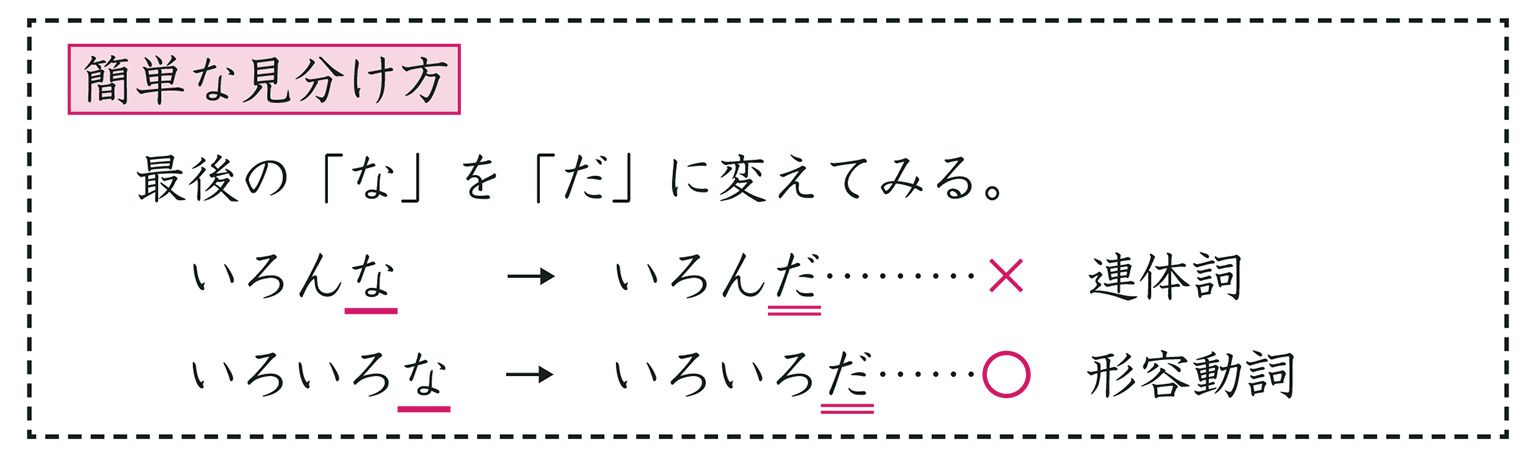 簡単な見分け方
最後の「な」を「だ」に変えてみる。
いろんな → いろんだ………× 連体詞
いろいろな → いろいろだ……○ 形容動詞